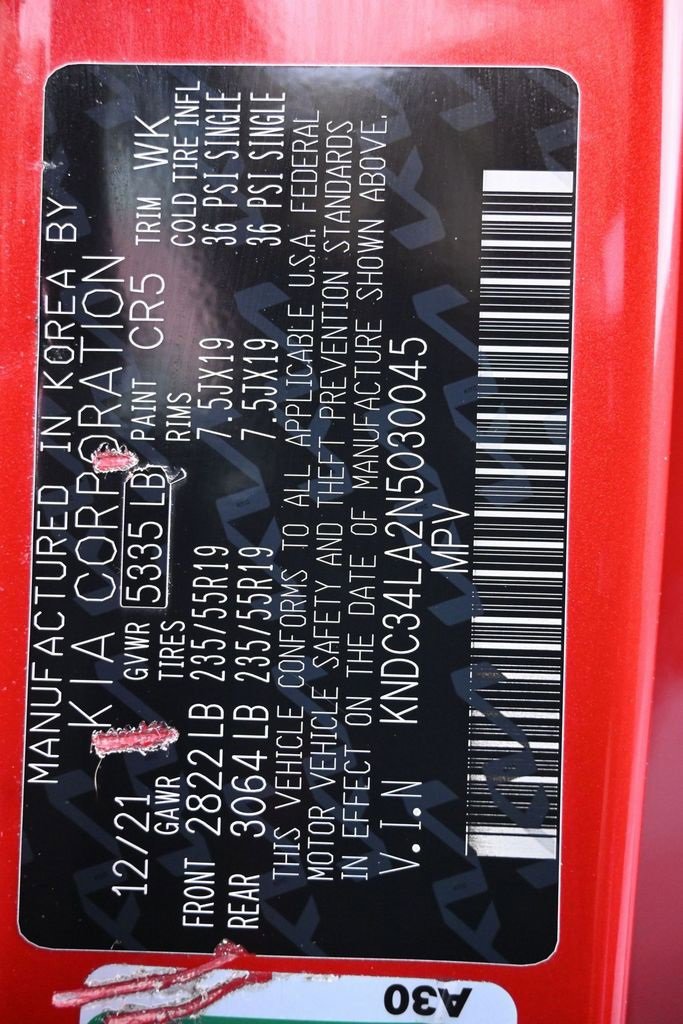 MANUFACTURED IN KOREA BY
12/21 KIA CORPORATION
GAWR GVWR 5335 LB PAINT CR5 TRIM WK
TIRES RIMS COLD TIRE INFL
FRONT 2822 LB 235/55R19 7.5JX19 36 PSI SINGLE
REAR 3064 LB 235/55R19 7.5JX19 36 PSI SINGLE
THIS VEHICLE CONFORMS TO ALL APPLICABLE U.S.A. FEDERAL
MOTOR VEHICLE SAFETY AND THEFT PREVENTION STANDARDS
IN EFFECT ON THE DATE OF MANUFACTURE SHOWN ABOVE.
V.I.N KNDC34LA2N5030045
MPV
A30